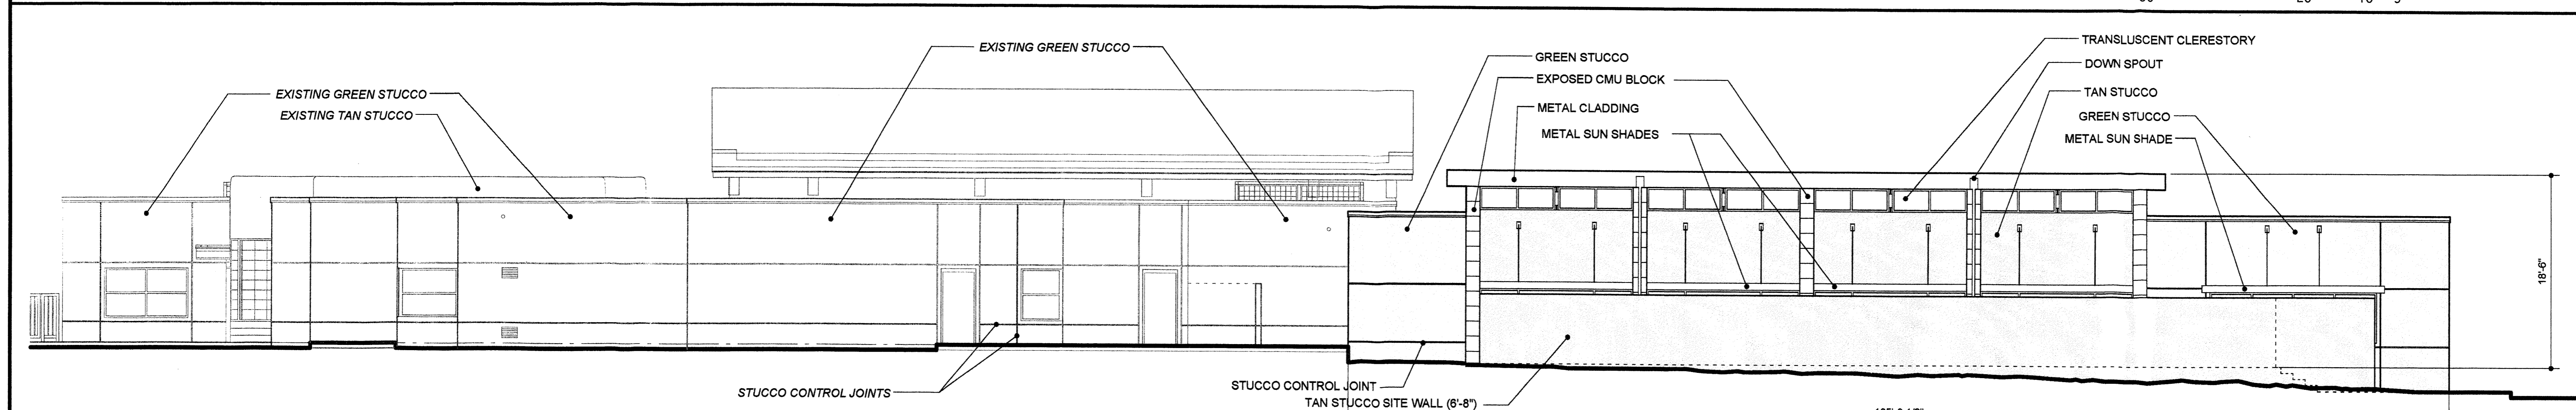 EXISTING GREEN STUCCO
EXISTING GREEN STUCCO
EXISTING TAN STUCCO
GREEN STUCCO
EXPOSED CMU BLOCK
METAL CLADDING
METAL SUN SHADES
TRANSLUSCENT CLERESTORY
DOWN SPOUT
TAN STUCCO
GREEN STUCCO
METAL SUN SHADE
18'-6"
STUCCO CONTROL JOINTS
STUCCO CONTROL JOINT
TAN STUCCO SITE WALL (6'-8")